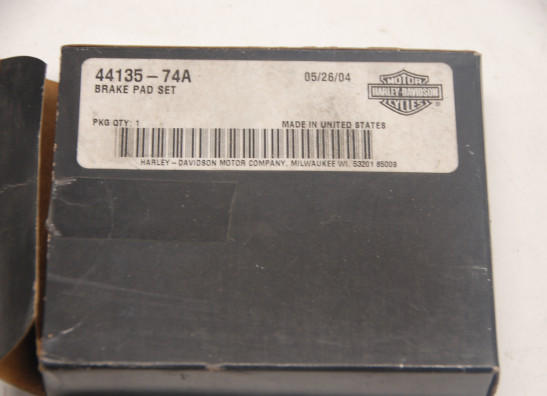 44135-74A 05/26/04
BRAKE PAD SET
MOTOR
HARLEY-DAVIDSON
CYCLES
®
PKG QTY: 1 MADE IN UNITED STATES
HARLEY-DAVIDSON MOTOR COMPANY, MILWAUKEE WI. 53201 85009